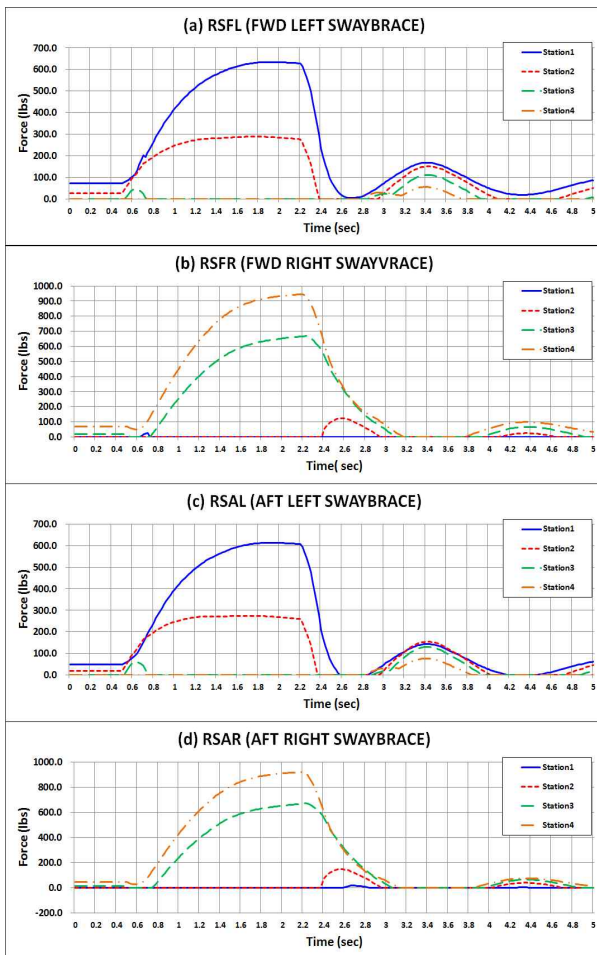 (a) RSFL (FWD LEFT SWAYBRACE)
700.0
600.0
500.0
400.0
300.0
200.0
100.0
0.0
Force (lbs)
Station1
Station2
Station3
Station4
0 0.2 0.4 0.6 0.8 1 1.2 1.4 1.6 1.8 2 2.2 2.4 2.6 2.8 3 3.2 3.4 3.6 3.8 4 4.2 4.4 4.6 4.8 5
Time (sec)
(b) RSFR (FWD RIGHT SWAYVRACE)
1000.0
900.0
800.0
700.0
600.0
500.0
400.0
300.0
200.0
100.0
0.0
Force (lbs)
Station1
Station2
Station3
Station4
0 0.2 0.4 0.6 0.8 1 1.2 1.4 1.6 1.8 2 2.2 2.4 2.6 2.8 3 3.2 3.4 3.6 3.8 4 4.2 4.4 4.6 4.8 5
Time( sec)
(c) RSAL (AFT LEFT SWAYBRACE)
700.0
600.0
500.0
400.0
300.0
200.0
100.0
0.0
Force (lbs)
Station1
Station2
Station3
Station4
0 0.2 0.4 0.6 0.8 1 1.2 1.4 1.6 1.8 2 2.2 2.4 2.6 2.8 3 3.2 3.4 3.6 3.8 4 4.2 4.4 4.6 4.8 5
Time (sec)
(d) RSAR (AFT RIGHT SWAYBRACE)
1000.0
800.0
600.0
400.0
200.0
0.0
-200.0
Force (lbs)
Station1
Station2
Station3
Station4
0 0.2 0.4 0.6 0.8 1 1.2 1.4 1.6 1.8 2 2.2 2.4 2.6 2.8 3 3.2 3.4 3.6 3.8 4 4.2 4.4 4.6 4.8 5
Time (sec)